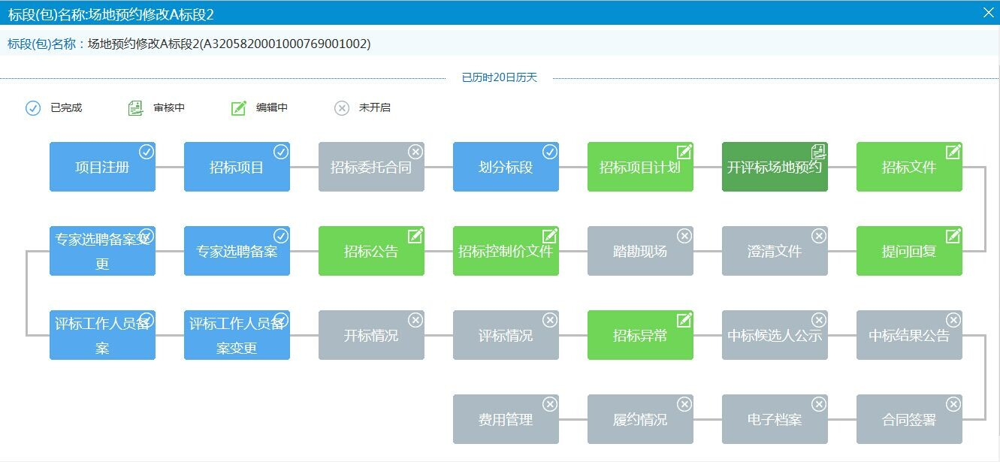 标段(包)名称:场地预约修改A标段2
标段(包)名称：场地预约修改A标段2(A3205820001000769001002)
已历时20日历天
已完成
审核中
编辑中
未开启
项目注册
招标项目
招标委托合同
划分标段
招标项目计划
开评标场地预约
招标文件
专家选聘备案变
更
专家选聘备案
招标公告
招标控制价文件
踏勘现场
澄清文件
提问回复
评标工作人员备
案
评标工作人员备
案变更
开标情况
评标情况
招标异常
中标候选人公示
中标结果公告
费用管理
履约情况
电子档案
合同签署